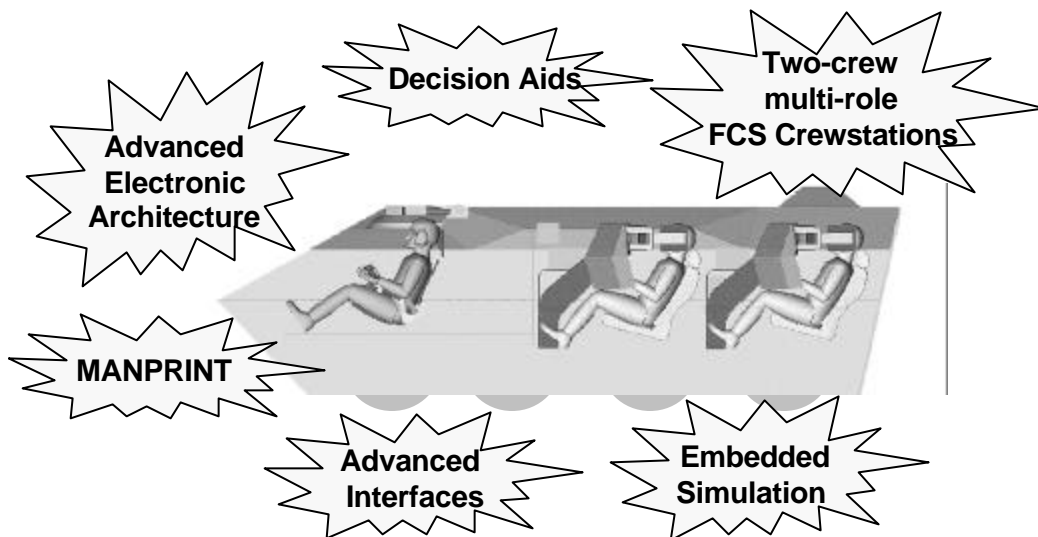 Decision Aids
Two-crew
multi-role
FCS Crewstations
Advanced
Electronic
Architecture
MANPRINT
Advanced
Interfaces
Embedded
Simulation